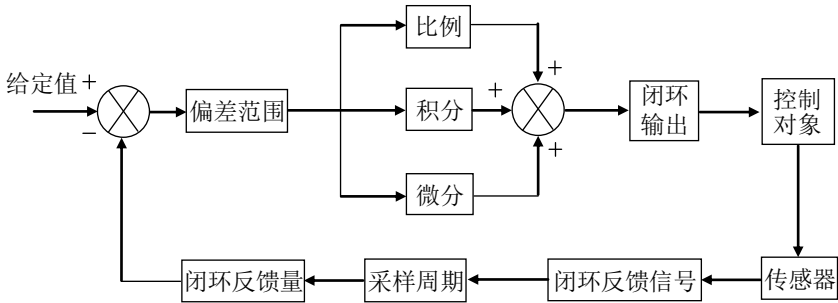 给定值 +
−
偏差范围
比例
积分
微分
+
+
+
闭环
输出
控制
对象
传感器
闭环反馈信号
采样周期
闭环反馈量